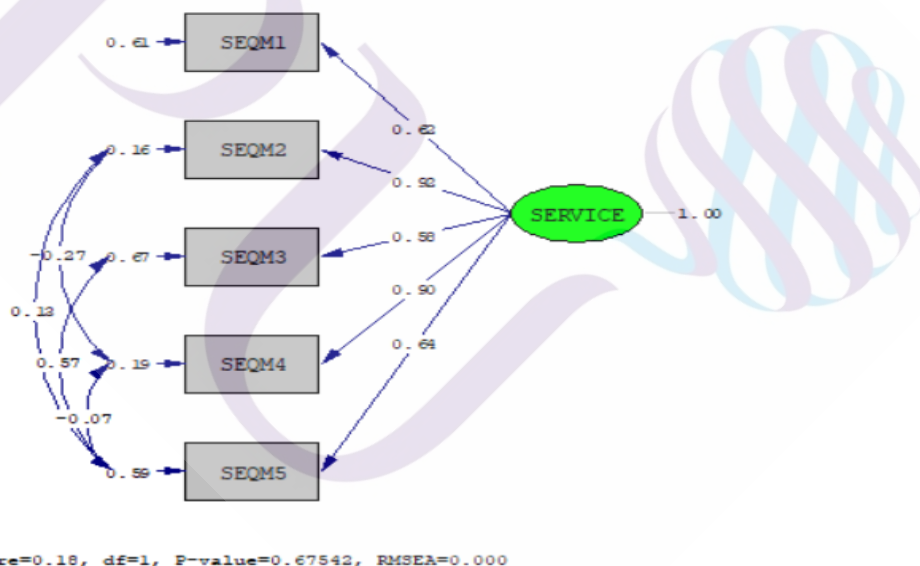 0.61
SEQM1
0.62
0.16
SEQM2
0.92
SERVICE
1.00
0.58
-0.27
0.67
SEQM3
0.90
0.13
0.64
0.57
0.19
SEQM4
-0.07
0.59
SEQM5
re=0.18, df=1, P-value=0.67542, RMSEA=0.000